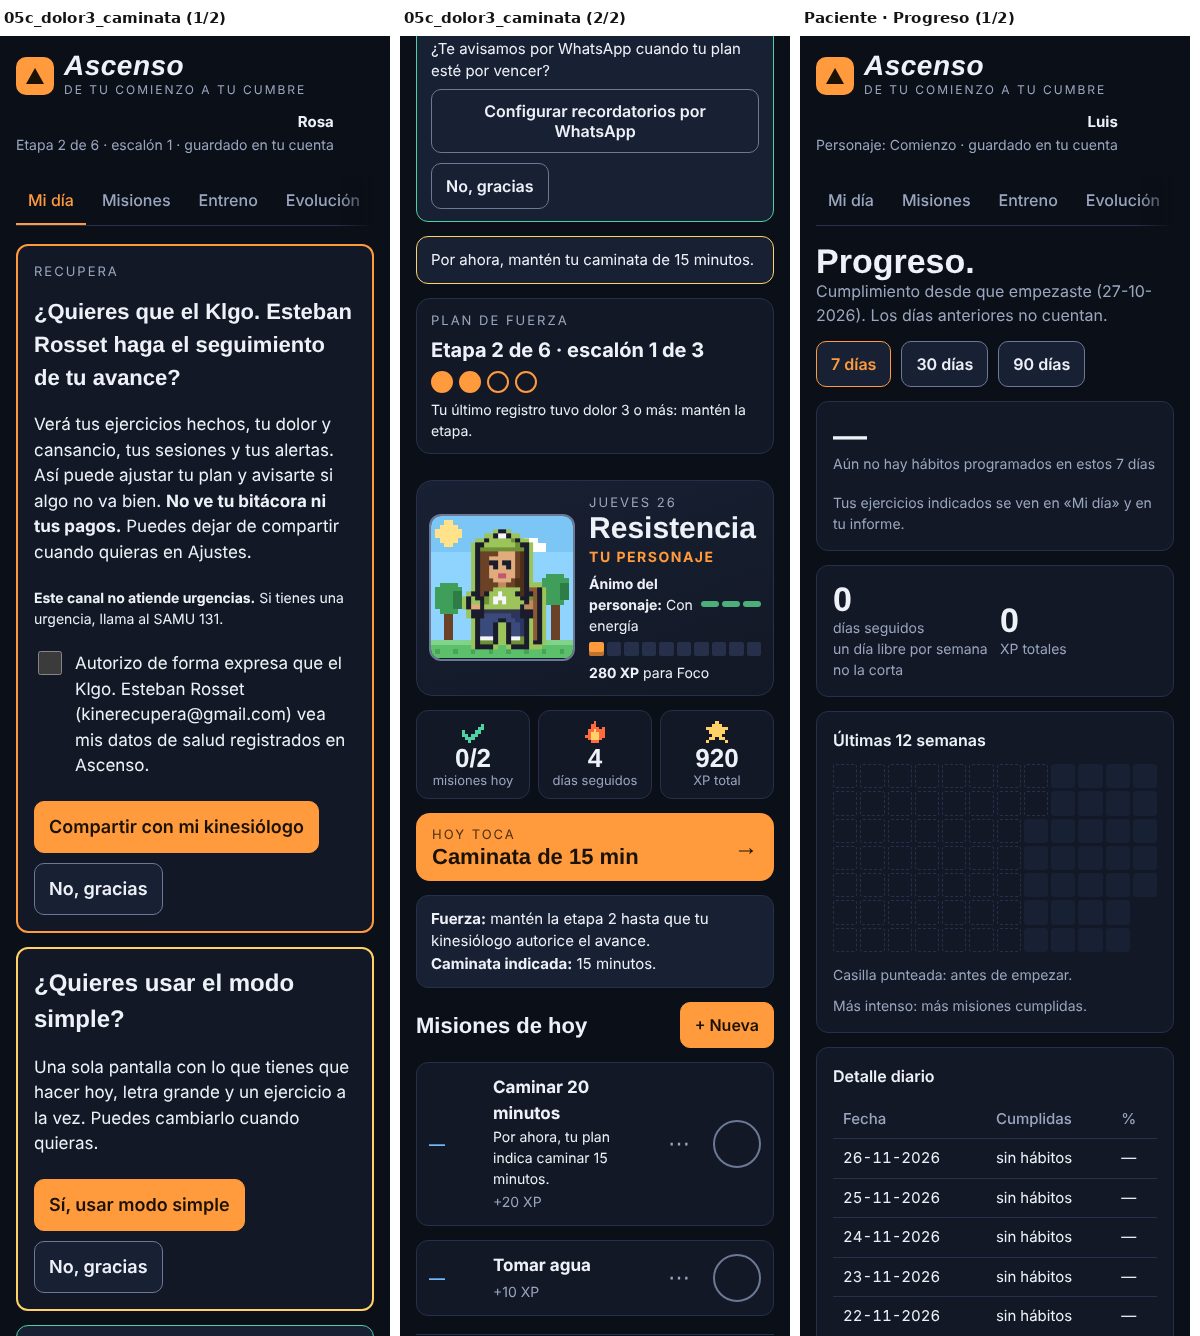 05c_dolor3_caminata (1/2)
Ascenso
DE TU COMIENZO A TU CUMBRE
Rosa
Etapa 2 de 6 · escalón 1 · guardado en tu cuenta
Mi día Misiones Entreno Evolución
RECUPERA
¿Quieres que el Klgo. Esteban
Rosset haga el seguimiento
de tu avance?
Verá tus ejercicios hechos, tu dolor y
cansancio, tus sesiones y tus alertas.
Así puede ajustar tu plan y avisarte si
algo no va bien. No ve tu bitácora ni
tus pagos. Puedes dejar de compartir
cuando quieras en Ajustes.
Este canal no atiende urgencias. Si tienes una
urgencia, llama al SAMU 131.
Autorizo de forma expresa que el
Klgo. Esteban Rosset
(kinerecupera@gmail.com) vea
mis datos de salud registrados en
Ascenso.
Compartir con mi kinesiólogo
No, gracias
¿Quieres usar el modo
simple?
Una sola pantalla con lo que tienes que
hacer hoy, letra grande y un ejercicio a
la vez. Puedes cambiarlo cuando
quieras.
Sí, usar modo simple
No, gracias
05c_dolor3_caminata (2/2)
¿Te avisamos por WhatsApp cuando tu plan
esté por vencer?
Configurar recordatorios por
WhatsApp
No, gracias
Por ahora, mantén tu caminata de 15 minutos.
PLAN DE FUERZA
Etapa 2 de 6 · escalón 1 de 3
Tu último registro tuvo dolor 3 o más: mantén la
etapa.
JUEVES 26
Resistencia
TU PERSONAJE
Ánimo del
personaje: Con
energía
280 XP para Foco
0/2
misiones hoy
4
días seguidos
920
XP total
HOY TOCA
Caminata de 15 min →
Fuerza: mantén la etapa 2 hasta que tu
kinesiólogo autorice el avance.
Caminata indicada: 15 minutos.
Misiones de hoy
+ Nueva
Caminar 20
minutos
Por ahora, tu plan
indica caminar 15
minutos.
+20 XP
— ···
Tomar agua
+10 XP
— ···
Paciente · Progreso (1/2)
Ascenso
DE TU COMIENZO A TU CUMBRE
Luis
Personaje: Comienzo · guardado en tu cuenta
Mi día Misiones Entreno Evolución
Progreso.
Cumplimiento desde que empezaste (27-10-
2026). Los días anteriores no cuentan.
7 días 30 días 90 días
—
Aún no hay hábitos programados en estos 7 días
Tus ejercicios indicados se ven en «Mi día» y en
tu informe.
0
días seguidos
un día libre por semana
no la corta
0
XP totales
Últimas 12 semanas
Casilla punteada: antes de empezar.
Más intenso: más misiones cumplidas.
Detalle diario
Fecha Cumplidas %
26-11-2026 sin hábitos —
25-11-2026 sin hábitos —
24-11-2026 sin hábitos —
23-11-2026 sin hábitos —
22-11-2026 sin hábitos —